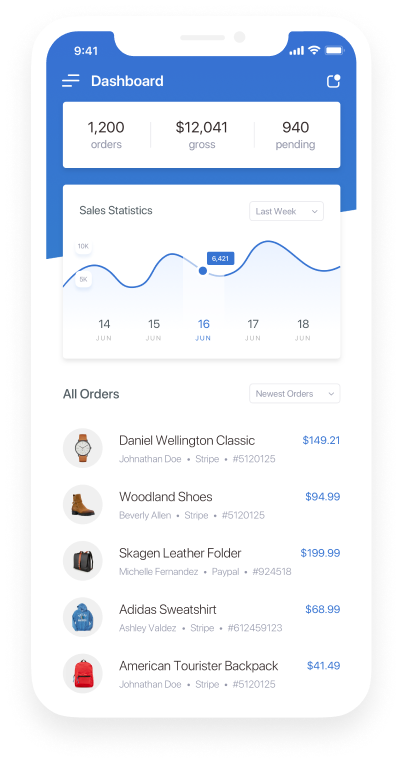 9:41
Dashboard
1,200 $12,041 940
orders gross pending
Sales Statistics Last Week
10K
6,421
5K
14 15 16 17 18
JUN JUN JUN JUN JUN
All Orders Newest Orders
Daniel Wellington Classic $149.21
Johnathan Doe • Stripe • #5120125
Woodland Shoes $94.99
Beverly Allen • Stripe • #5120125
Skagen Leather Folder $199.99
Michelle Fernandez • Paypal • #924518
Adidas Sweatshirt $68.99
Ashley Valdez • Stripe • #612459123
American Tourister Backpack $41.49
Johnathan Doe • Stripe • #5120125